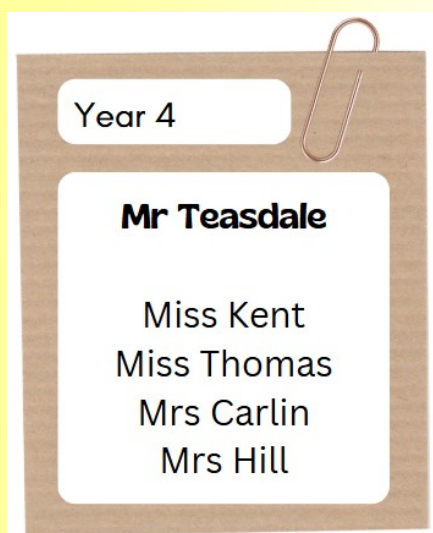 Year 4
Mr Teasdale
Miss Kent
Miss Thomas
Mrs Carlin
Mrs Hill